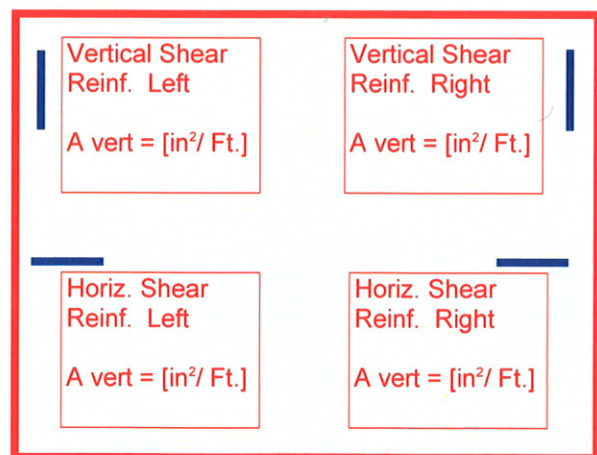 Vertical Shear
Reinf. Left
A vert = [in²/ Ft.]
Vertical Shear
Reinf. Right
A vert = [in²/ Ft.]
Horiz. Shear
Reinf. Left
A vert = [in²/ Ft.]
Horiz. Shear
Reinf. Right
A vert = [in²/ Ft.]